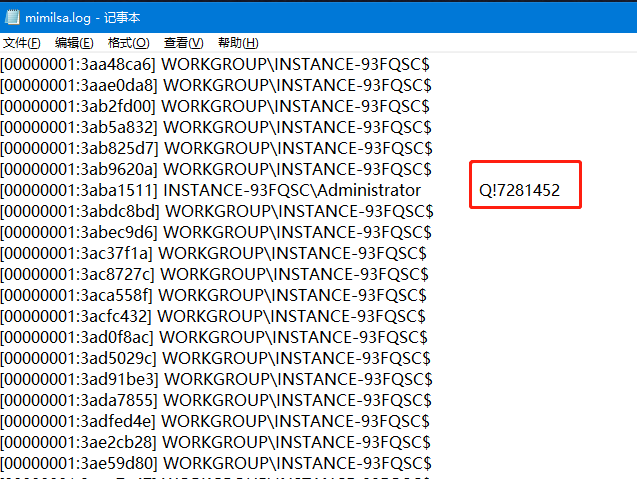 mimilsa.log - 记事本
文件(F) 编辑(E) 格式(O) 查看(V) 帮助(H)
[00000001:3aa48ca6] WORKGROUP\INSTANCE-93FQSC$
[00000001:3aae0da8] WORKGROUP\INSTANCE-93FQSC$
[00000001:3ab2fd00] WORKGROUP\INSTANCE-93FQSC$
[00000001:3ab5a832] WORKGROUP\INSTANCE-93FQSC$
[00000001:3ab825d7] WORKGROUP\INSTANCE-93FQSC$
[00000001:3ab9620a] WORKGROUP\INSTANCE-93FQSC$
[00000001:3aba1511] INSTANCE-93FQSC\Administrator Q!7281452
[00000001:3abdc8bd] WORKGROUP\INSTANCE-93FQSC$
[00000001:3abec9d6] WORKGROUP\INSTANCE-93FQSC$
[00000001:3ac37f1a] WORKGROUP\INSTANCE-93FQSC$
[00000001:3ac8727c] WORKGROUP\INSTANCE-93FQSC$
[00000001:3aca558f] WORKGROUP\INSTANCE-93FQSC$
[00000001:3acfc432] WORKGROUP\INSTANCE-93FQSC$
[00000001:3ad0f8ac] WORKGROUP\INSTANCE-93FQSC$
[00000001:3ad5029c] WORKGROUP\INSTANCE-93FQSC$
[00000001:3ad91be3] WORKGROUP\INSTANCE-93FQSC$
[00000001:3ada7855] WORKGROUP\INSTANCE-93FQSC$
[00000001:3adfed4e] WORKGROUP\INSTANCE-93FQSC$
[00000001:3ae2cb28] WORKGROUP\INSTANCE-93FQSC$
[00000001:3ae59d80] WORKGROUP\INSTANCE-93FQSC$